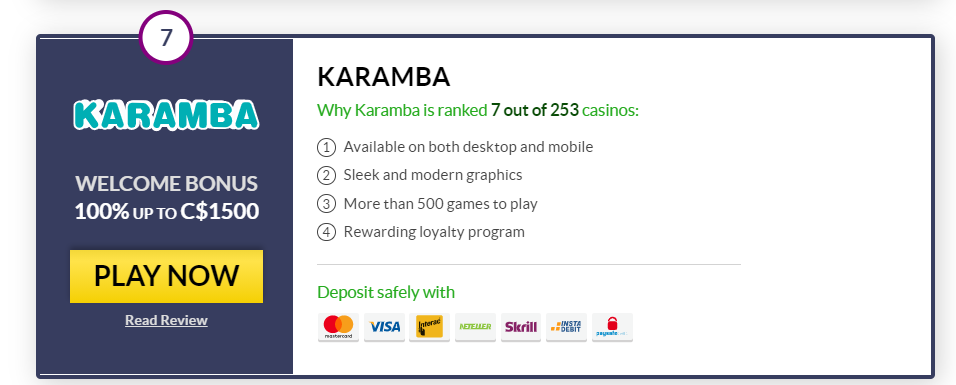 7
KARAMBA
WELCOME BONUS
100% UP TO C$1500
PLAY NOW
Read Review
KARAMBA
Why Karamba is ranked 7 out of 253 casinos:
1 Available on both desktop and mobile
2 Sleek and modern graphics
3 More than 500 games to play
4 Rewarding loyalty program
Deposit safely with
mastercard VISA Interac NETELLER Skrill INSTA DEBIT paysafe